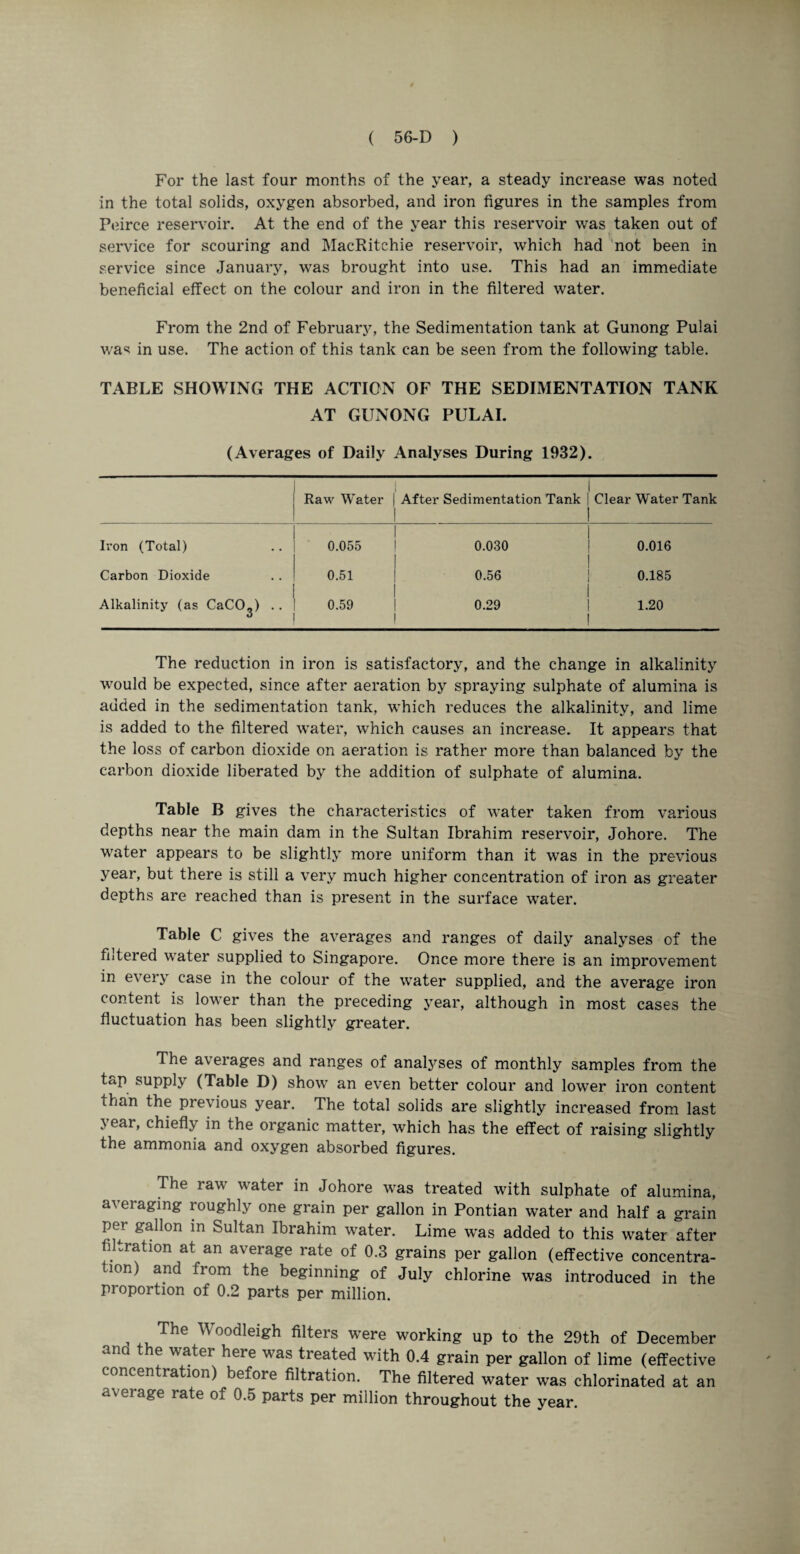 ( 56-D )
For the last four months of the year, a steady increase was noted
in the total solids, oxygen absorbed, and iron figures in the samples from
Peirce reservoir. At the end of the year this reservoir was taken out of
service for scouring and MacRitchie reservoir, which had not been in
service since January, was brought into use. This had an immediate
beneficial effect on the colour and iron in the filtered water.
From the 2nd of February, the Sedimentation tank at Gunong Pulai
was in use. The action of this tank can be seen from the following table.
TABLE SHOWING THE ACTION OF THE SEDIMENTATION TANK
AT GUNONG PULAI.
(Averages of Daily Analyses During 1932).
Raw Water After Sedimentation Tank Clear Water Tank
Iron (Total) .. 0.055 0.030 0.016
Carbon Dioxide .. 0.51 0.56 0.185
Alkalinity (as CaCO3) .. 0.59 0.29 1.20
The reduction in iron is satisfactory, and the change in alkalinity
would be expected, since after aeration by spraying sulphate of alumina is
added in the sedimentation tank, which reduces the alkalinity, and lime
is added to the filtered water, which causes an increase. It appears that
the loss of carbon dioxide on aeration is rather more than balanced by the
carbon dioxide liberated by the addition of sulphate of alumina.
Table B gives the characteristics of water taken from various
depths near the main dam in the Sultan Ibrahim reservoir, Johore. The
water appears to be slightly more uniform than it was in the previous
year, but there is still a very much higher concentration of iron as greater
depths are reached than is present in the surface water.
Table C gives the averages and ranges of daily analyses of the
filtered water supplied to Singapore. Once more there is an improvement
in every case in the colour of the water supplied, and the average iron
content is lower than the preceding year, although in most cases the
fluctuation has been slightly greater.
The averages and ranges of analyses of monthly samples from the
tap supply (Table D) show an even better colour and lower iron content
than the previous year. The total solids are slightly increased from last
year, chiefly in the organic matter, which has the effect of raising slightly
the ammonia and oxygen absorbed figures.
The raw water in Johore was treated with sulphate of alumina,
averaging roughly one grain per gallon in Pontian water and half a grain
per gallon in Sultan Ibrahim water. Lime was added to this water after
filtration at an average rate of 0.3 grains per gallon (effective concentra-
tion) and from the beginning of July chlorine was introduced in the
proportion of 0.2 parts per million.
The Woodleigh filters were working up to the 29th of December
and the water here was treated with 0.4 grain per gallon of lime (effective
concentration) before filtration. The filtered water was chlorinated at an
average rate of 0.5 parts per million throughout the year.